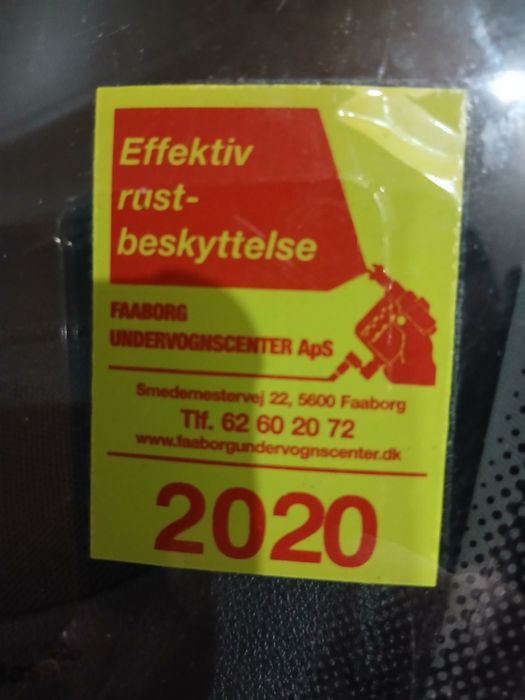 Effektiv
rust-
beskyttelse
FAABORG
UNDERVOGNSCENTER ApS
Smedemestervej 22, 5600 Faaborg
Tlf. 62 60 20 72
www.faaborgundervognscenter.dk
2020